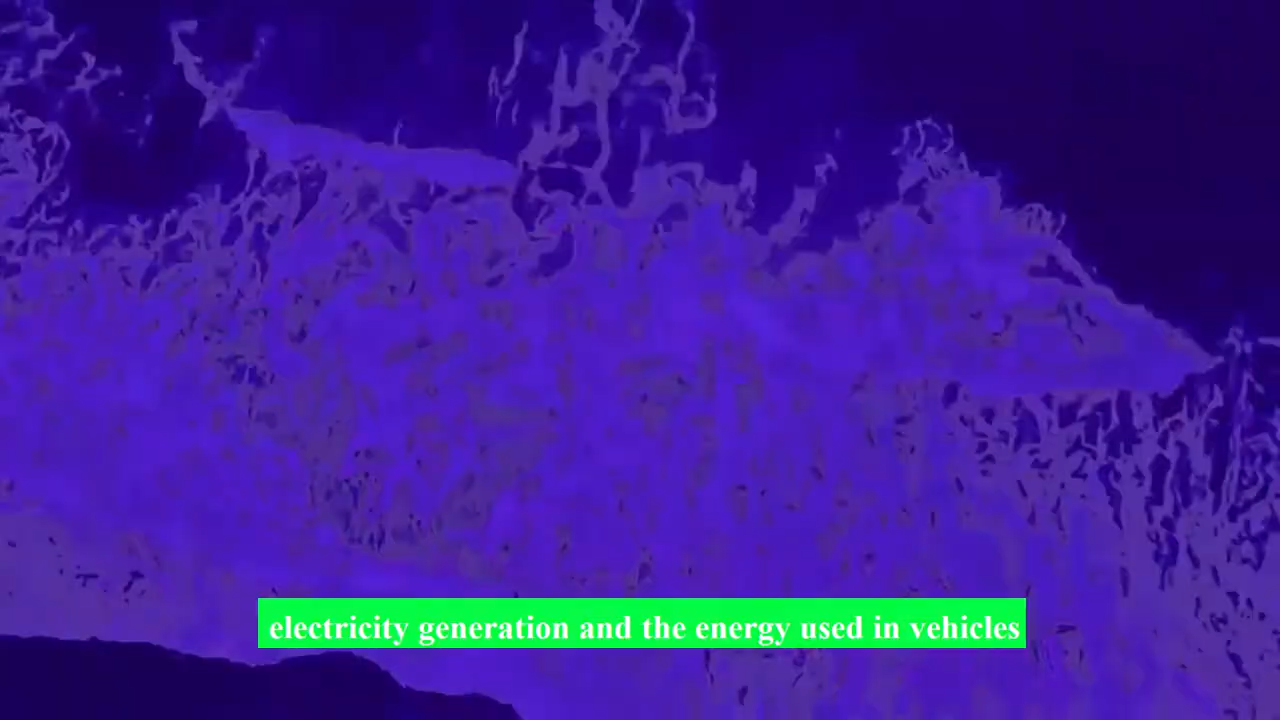 electricity generation and the energy used in vehicles